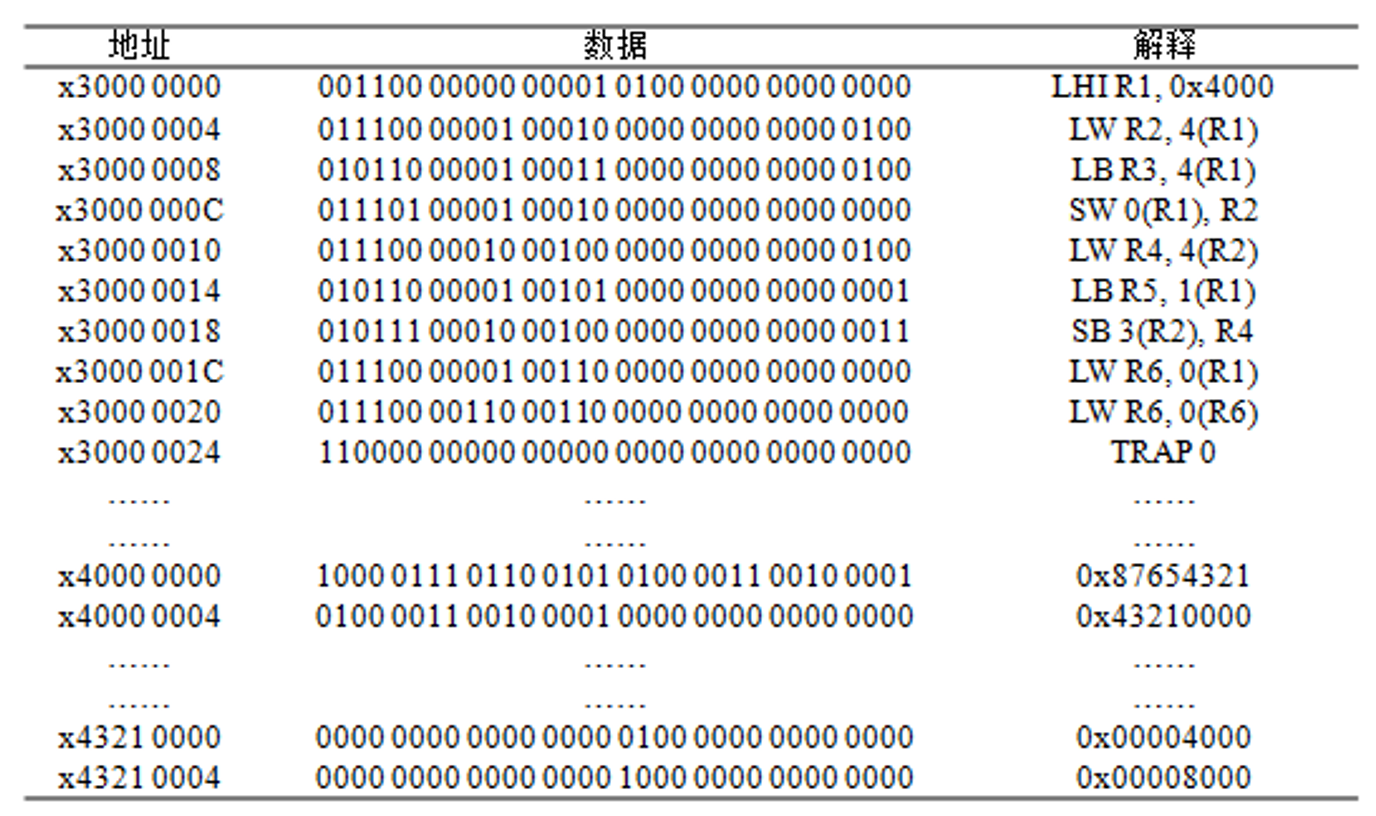 地址 数据 解释
x3000 0000 001100 00000 00001 0100 0000 0000 0000 LHI R1, 0x4000
x3000 0004 011100 00001 00010 0000 0000 0000 0100 LW R2, 4(R1)
x3000 0008 010110 00001 00011 0000 0000 0000 0100 LB R3, 4(R1)
x3000 000C 011101 00001 00010 0000 0000 0000 0000 SW 0(R1), R2
x3000 0010 011100 00010 00100 0000 0000 0000 0100 LW R4, 4(R2)
x3000 0014 010110 00001 00101 0000 0000 0000 0001 LB R5, 1(R1)
x3000 0018 010111 00010 00100 0000 0000 0000 0011 SB 3(R2), R4
x3000 001C 011100 00001 00110 0000 0000 0000 0000 LW R6, 0(R1)
x3000 0020 011100 00110 00110 0000 0000 0000 0000 LW R6, 0(R6)
x3000 0024 110000 00000 00000 0000 0000 0000 0000 TRAP 0
…… …… ……
…… …… ……
x4000 0000 1000 0111 0110 0101 0100 0011 0010 0001 0x87654321
x4000 0004 0100 0011 0010 0001 0000 0000 0000 0000 0x43210000
…… …… ……
…… …… ……
x4321 0000 0000 0000 0000 0000 0100 0000 0000 0000 0x00004000
x4321 0004 0000 0000 0000 0000 1000 0000 0000 0000 0x00008000